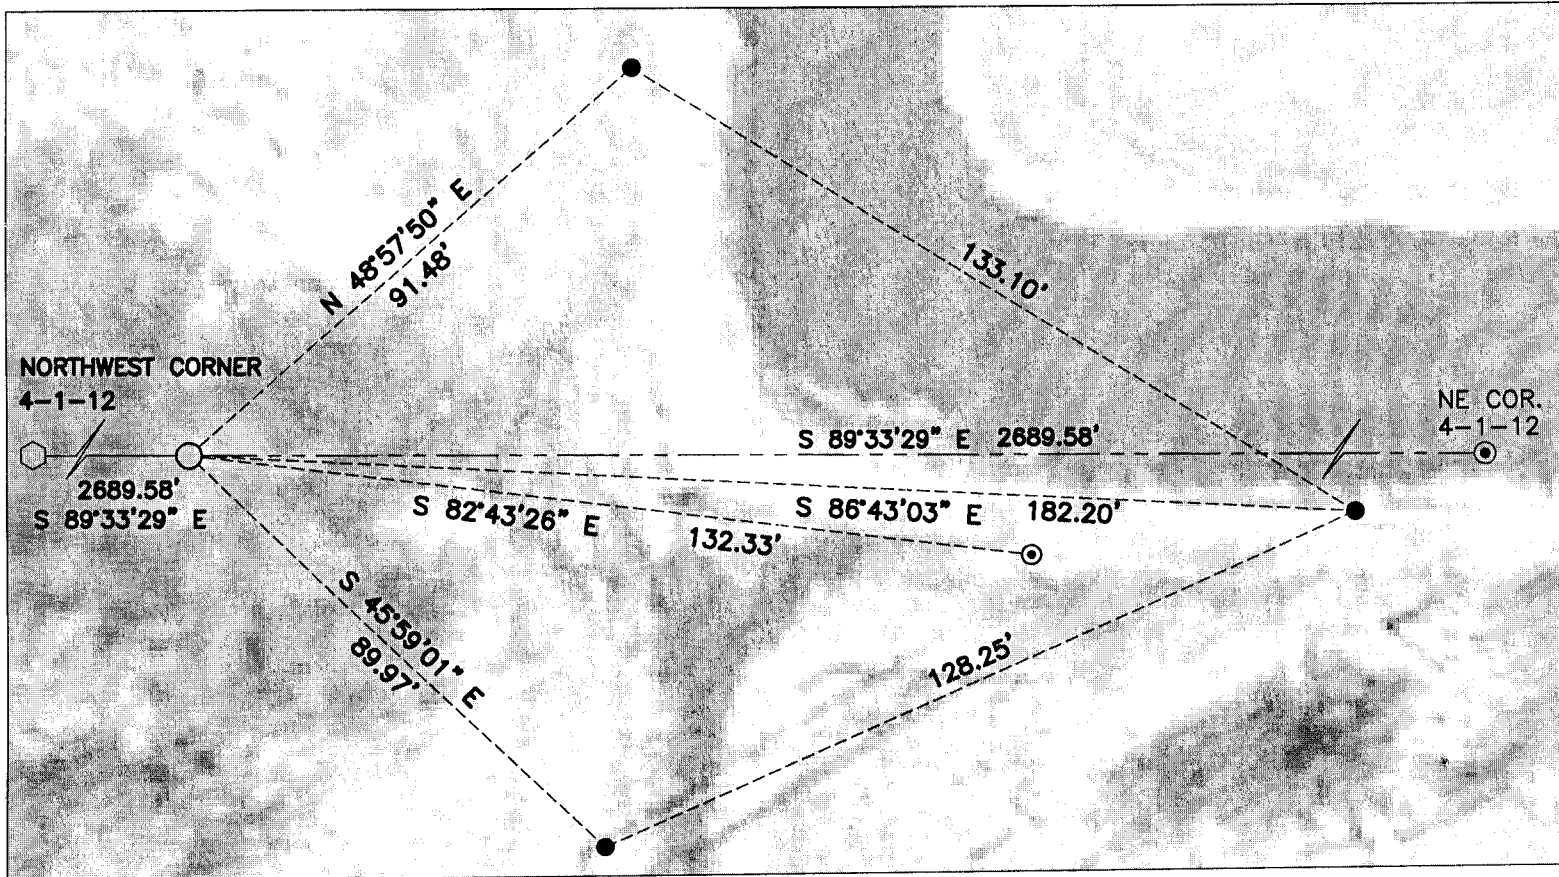 N 48°57'50" E
91.48'
133.10'
NORTHWEST CORNER
4-1-12
NE COR.
4-1-12
S 89°33'29" E 2689.58'
2689.58'
S 89°33'29" E
S 82°43'26" E 132.33'
S 86°43'03" E 182.20'
S 45°59'01" E
89.97'
128.25'